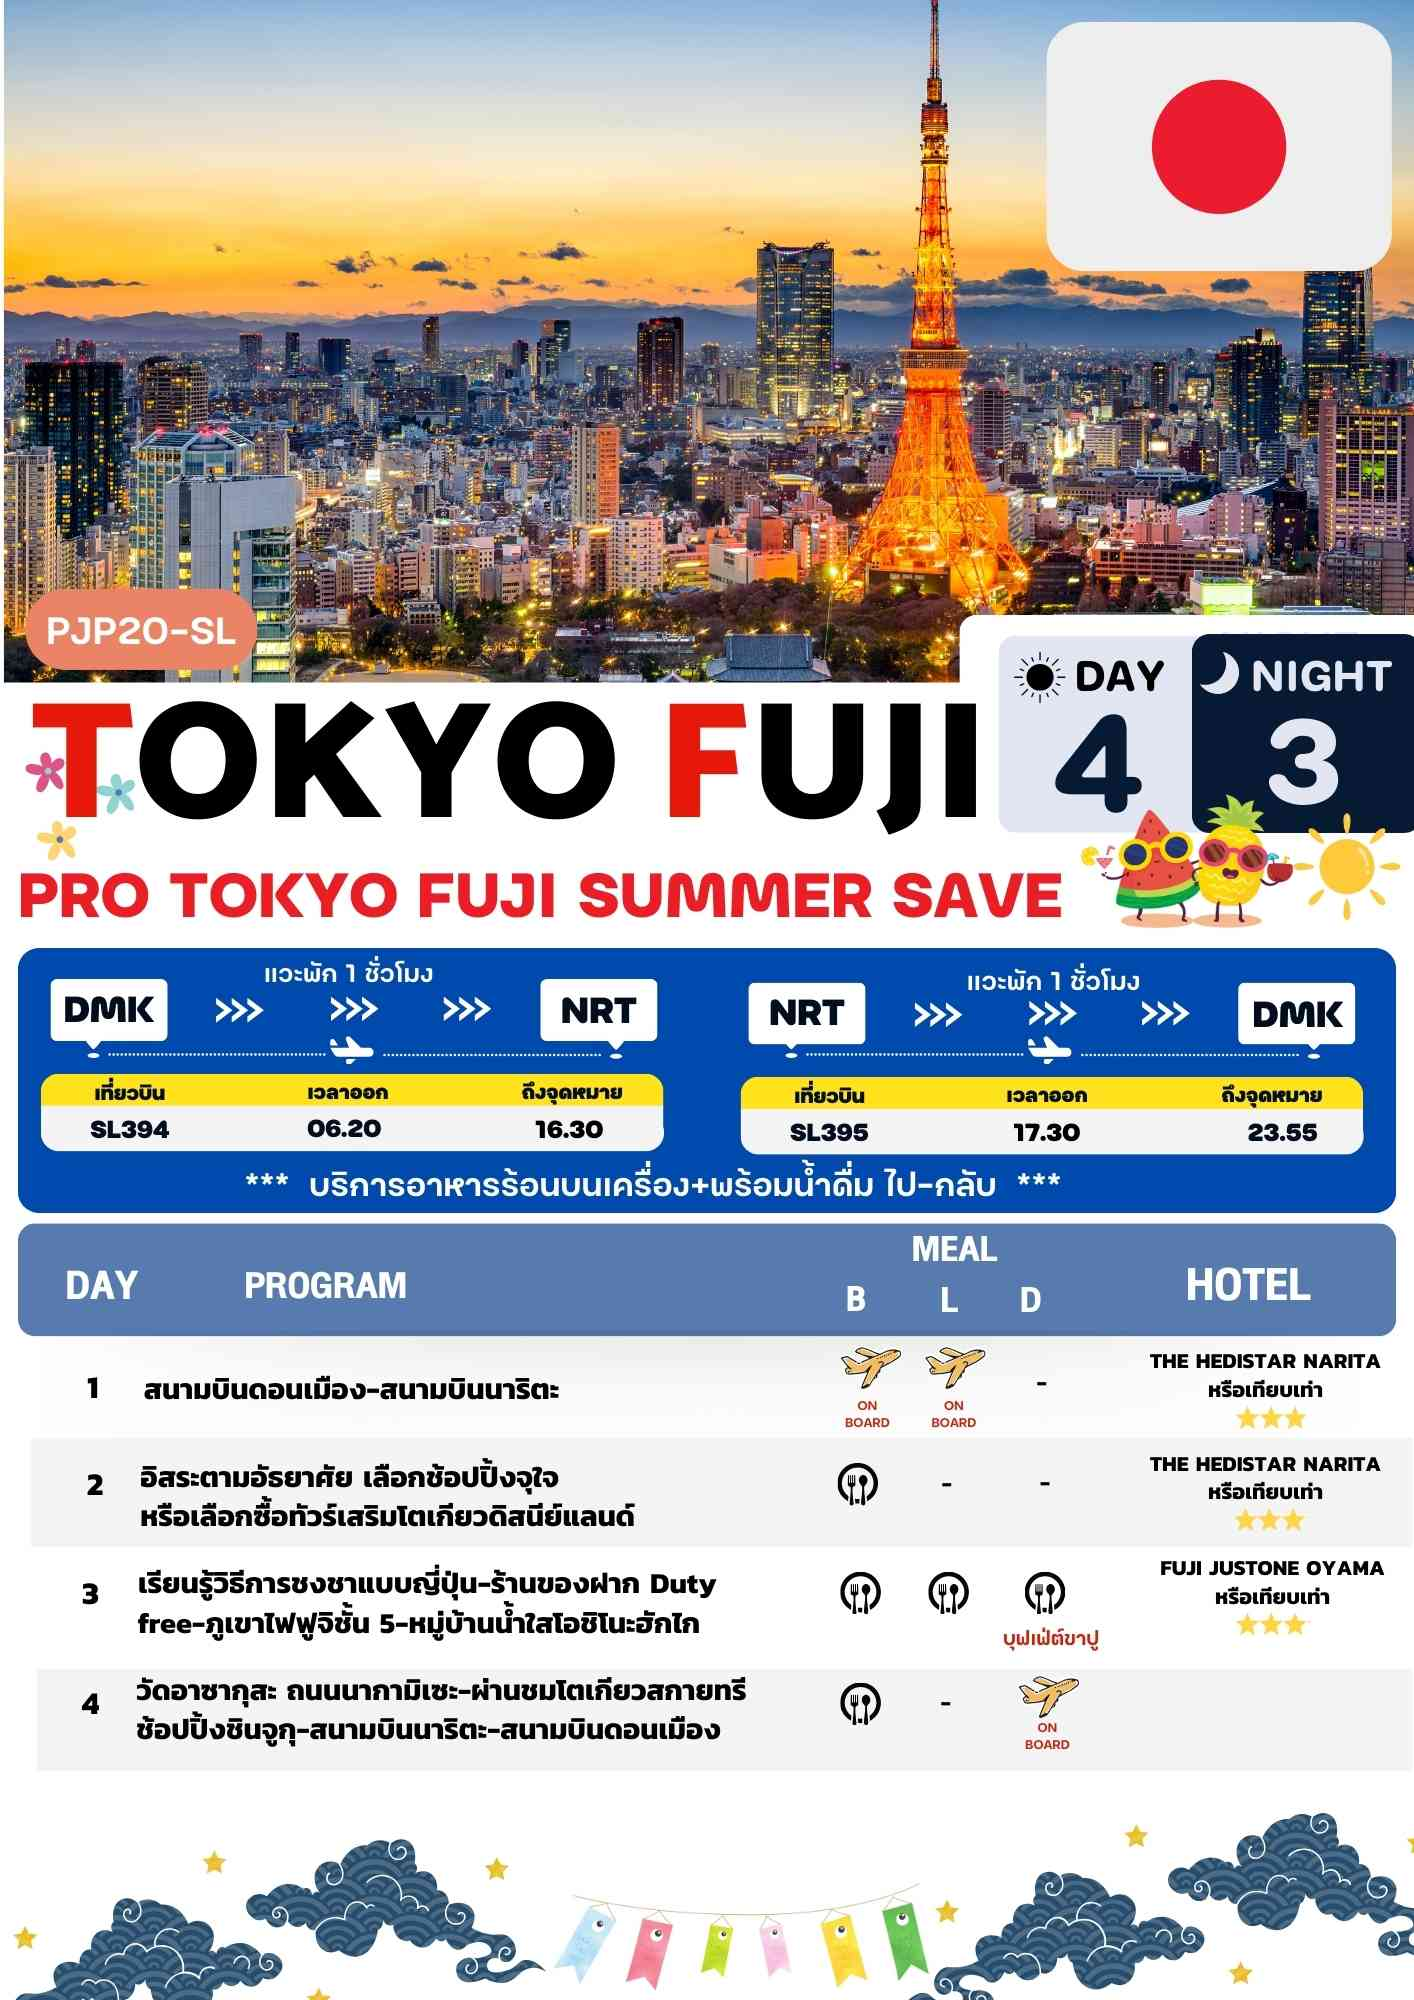 PJP20-SL
DAY
4
NIGHT
3
TOKYO FUJI
PRO TOKYO FUJI SUMMER SAVE
แวะพัก 1 ชั่วโมง
DMK >>> >>> >>> NRT
เที่ยวบิน เวลาออก ถึงจุดหมาย
SL394 06.20 16.30
แวะพัก 1 ชั่วโมง
NRT >>> >>> >>> DMK
เที่ยวบิน เวลาออก ถึงจุดหมาย
SL395 17.30 23.55
*** บริการอาหารร้อนบนเครื่อง+พร้อมน้ำดื่ม ไป-กลับ ***
DAY PROGRAM MEAL HOTEL
B L D
1 สนามบินดอนเมือง-สนามบินนาริตะ
ON BOARD
ON BOARD
-
THE HEDISTAR NARITA
หรือเทียบเท่า
2 อิสระตามอัธยาศัย เลือกช้อปปิ้งจุใจ
หรือเลือกซื้อทัวร์เสริมโตเกียวดิสนีย์แลนด์
- -
THE HEDISTAR NARITA
หรือเทียบเท่า
3 เรียนรู้วิธีการชงชาแบบญี่ปุ่น-ร้านของฝาก Duty
free-ภูเขาไฟฟูจิชั้น 5-หมู่บ้านน้ำใสโอชิโนะฮักไก
บุฟเฟ่ต์ขาปู
FUJI JUSTONE OYAMA
หรือเทียบเท่า
4 วัดอาซากุสะ ถนนนากามิเซะ-ผ่านชมโตเกียวสกายทรี
ช้อปปิ้งชินจูกุ-สนามบินนาริตะ-สนามบินดอนเมือง
-
ON BOARD